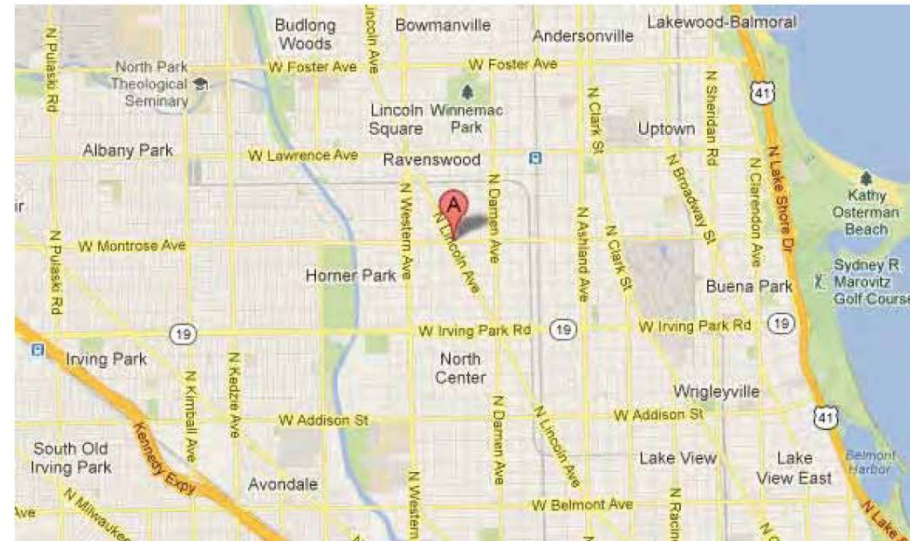 Budlong
Woods
N Lincoln Ave
Bowmanville
Andersonville
Lakewood-Balmoral
N Pulaski Rd
North Park
Theological
Seminary
W Foster Ave
W Foster Ave
41
Lincoln
Square
Winnemac
Park
N Clark St
Uptown
N Sheridan Rd
N Lake Shore Dr
Albany Park
W Lawrence Ave
Ravenswood
Kathy
Osterman
Beach
ir
A
N Western Ave
N Lincoln Ave
N Damen Ave
N Ashland Ave
N Clark St
N Broadway St
N Clarendon Ave
W Montrose Ave
N Pulaski Rd
Horner Park
Buena Park
Sydney R
Marovitz
Golf Course
19
W Irving Park Rd
19
W Irving Park Rd
19
Irving Park
N Kimball Ave
N Kedzie Ave
North
Center
Wrigleyville
W Addison St
W Addison St
41
South Old
Irving Park
Kennedy Expy
N Damen Ave
N Lincoln Ave
Lake View
Lake
View East
Belmont
Harbor
Avondale
N Western
W Belmont Ave
N Racin
N Milwaukee
Ave
N Lake